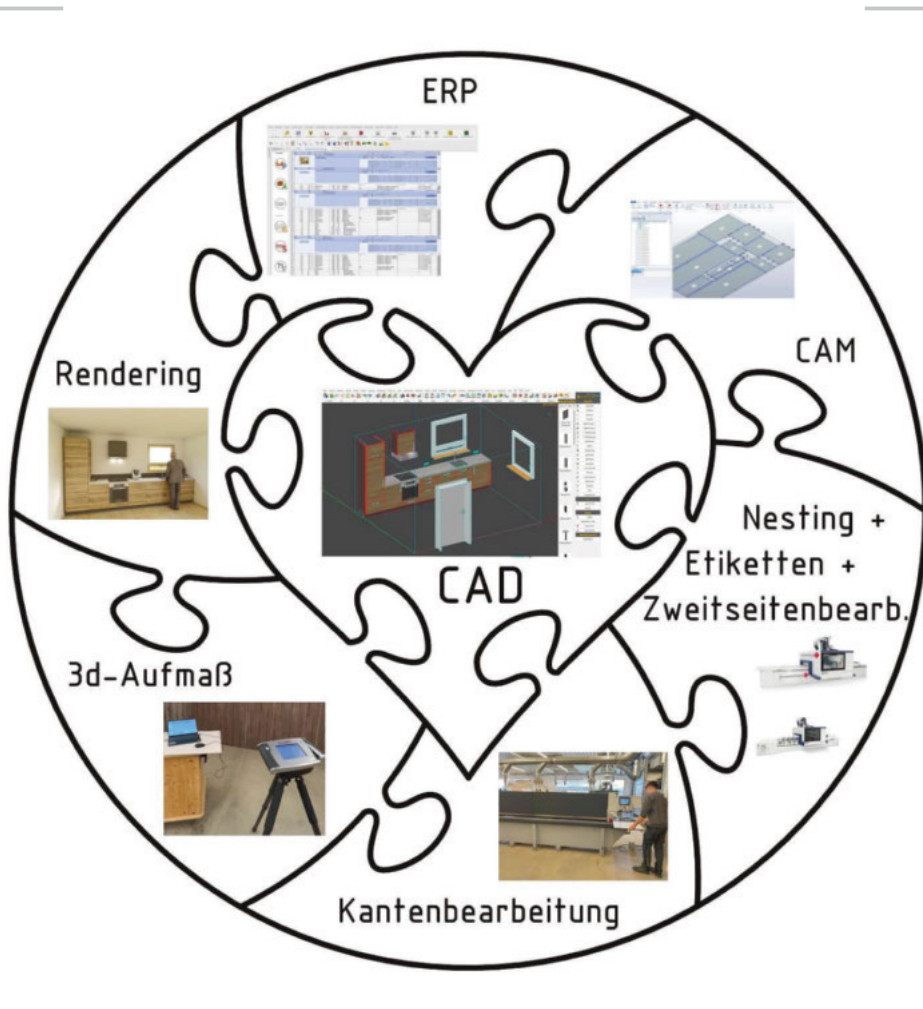 ERP
CAM
Rendering
CAD
Nesting +
Etiketten +
Zweitseitenbearb.
3d-Aufmaß
Kantenbearbeitung